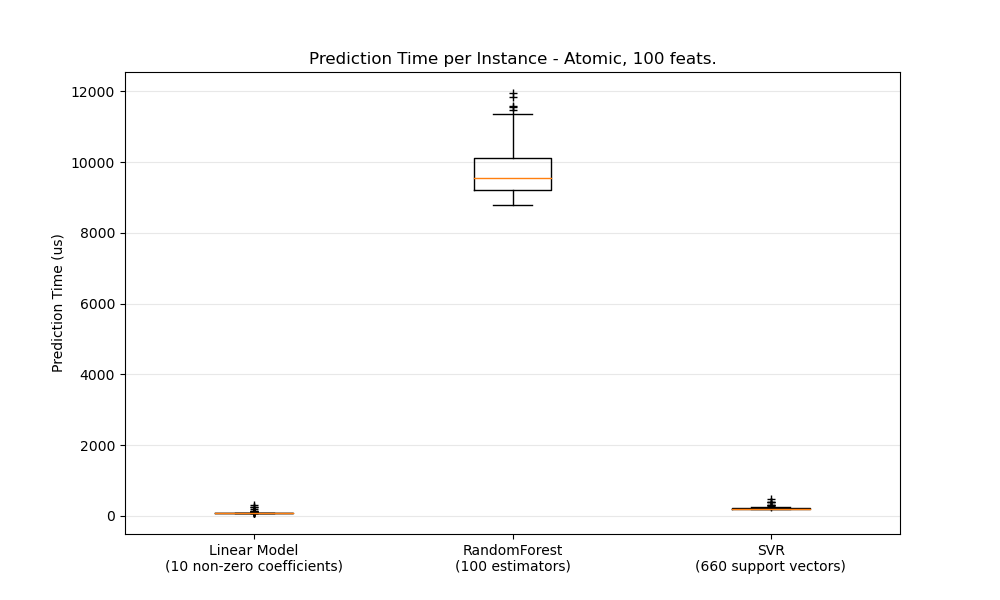 Prediction Time per Instance - Atomic, 100 feats.
Prediction Time (us)
12000
10000
8000
6000
4000
2000
0
Linear Model
(10 non-zero coefficients)
RandomForest
(100 estimators)
SVR
(660 support vectors)